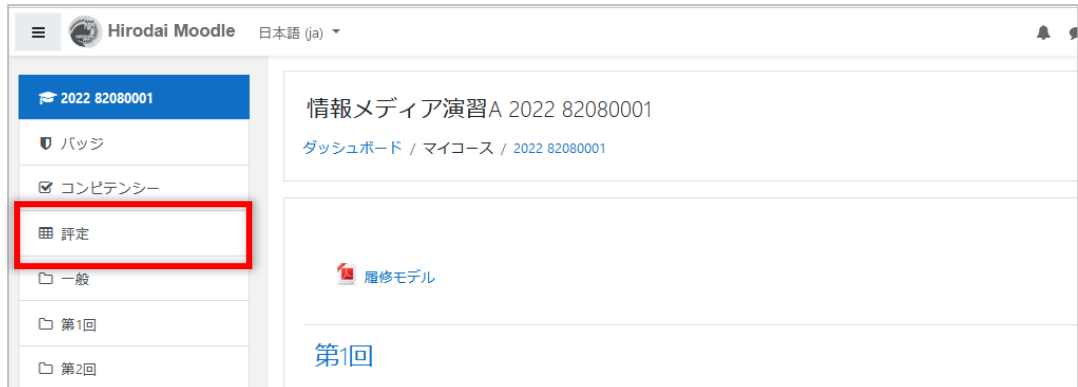 Hirodai Moodle 日本語 (ja)
2022 82080001
バッジ
コンピテンシー
評定
一般
第1回
第2回
情報メディア演習A 2022 82080001
ダッシュボード / マイコース / 2022 82080001
履修モデル
第1回